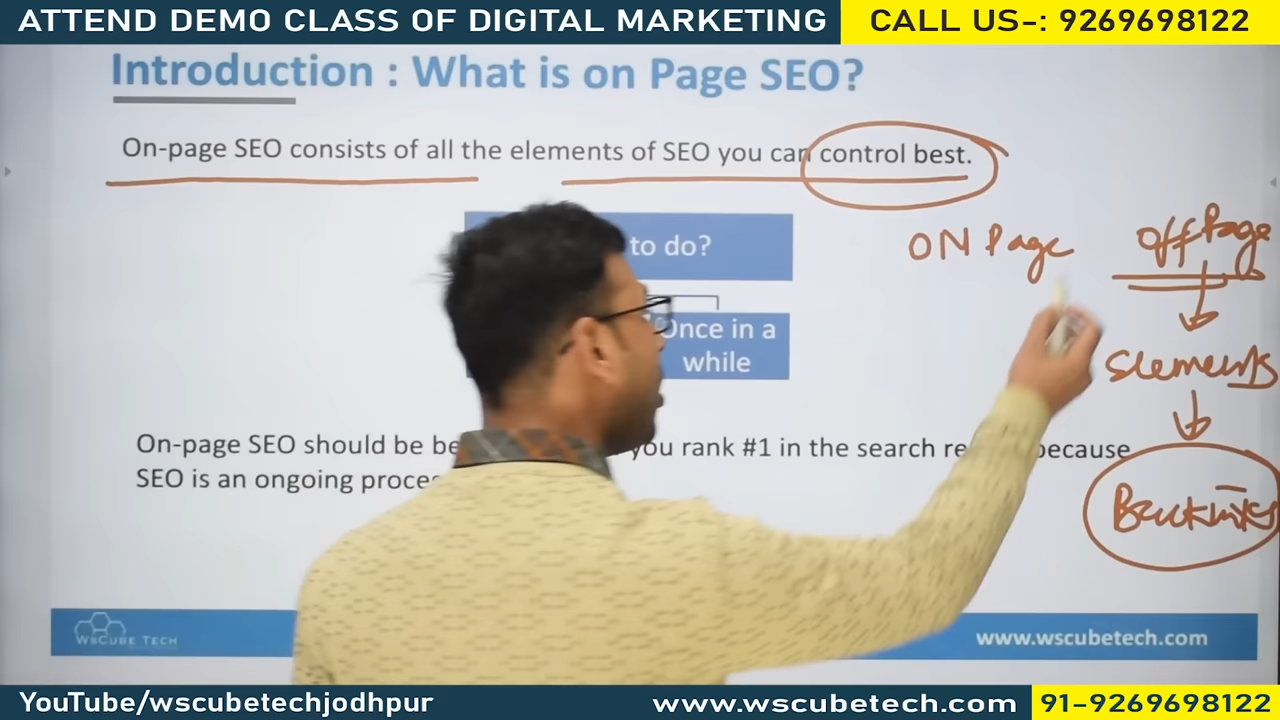 ATTEND DEMO CLASS OF DIGITAL MARKETING
CALL US-: 9269698122
Introduction : What is on Page SEO?
On-page SEO consists of all the elements of SEO you can control best.
to do?
Once in a
while
ON Page
Off Page
Elements
Backlinks
On-page SEO should be you rank #1 in the search because
SEO is an ongoing
WsCube Tech
www.wscubetech.com
YouTube/wscubetechjodhpur
www.wscubetech.com
91-9269698122